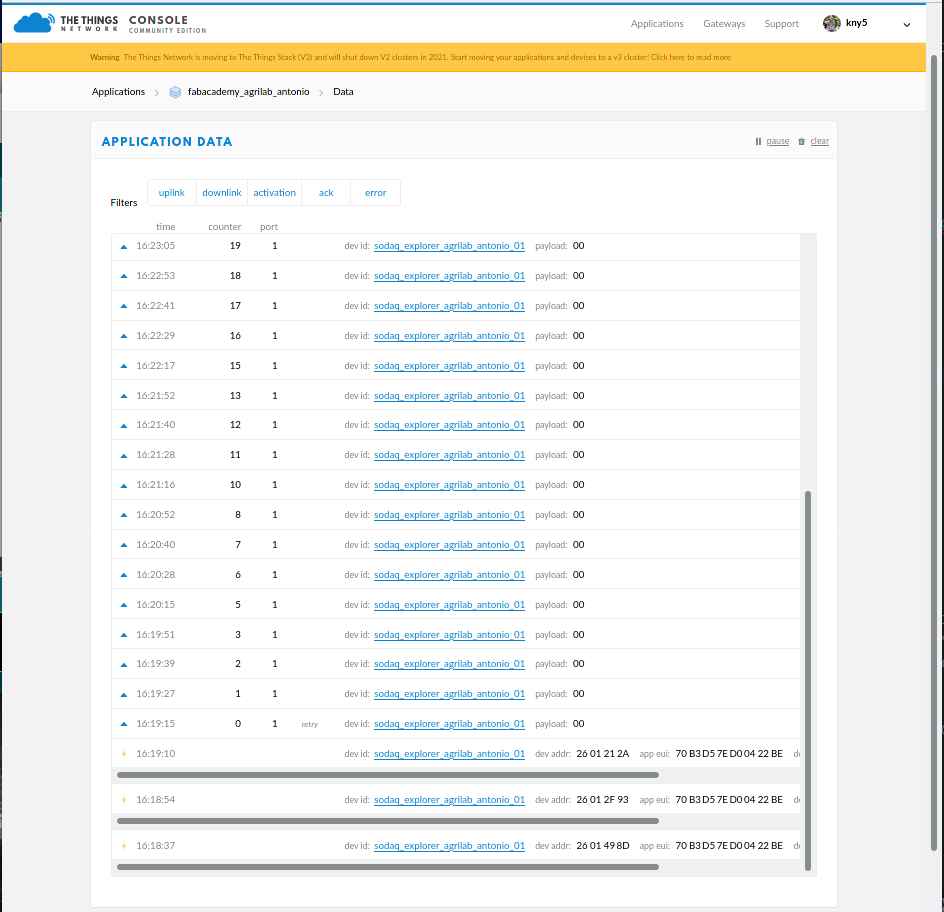 THE THINGS NETWORK CONSOLE COMMUNITY EDITION Applications Gateways Support kny5
Warning The Things Network is moving to The Things Stack (V3) and will shut down V2 clusters in 2021. Start moving your applications and devices to a v3 cluster! Click here to read more
Applications > fabacademy_agrilab_antonio > Data
APPLICATION DATA pause clear
Filters uplink downlink activation ack error
time counter port
16:23:05 19 1 dev id: sodaq_explorer_agrilab_antonio_01 payload: 00
16:22:53 18 1 dev id: sodaq_explorer_agrilab_antonio_01 payload: 00
16:22:41 17 1 dev id: sodaq_explorer_agrilab_antonio_01 payload: 00
16:22:29 16 1 dev id: sodaq_explorer_agrilab_antonio_01 payload: 00
16:22:17 15 1 dev id: sodaq_explorer_agrilab_antonio_01 payload: 00
16:21:52 13 1 dev id: sodaq_explorer_agrilab_antonio_01 payload: 00
16:21:40 12 1 dev id: sodaq_explorer_agrilab_antonio_01 payload: 00
16:21:28 11 1 dev id: sodaq_explorer_agrilab_antonio_01 payload: 00
16:21:16 10 1 dev id: sodaq_explorer_agrilab_antonio_01 payload: 00
16:20:52 8 1 dev id: sodaq_explorer_agrilab_antonio_01 payload: 00
16:20:40 7 1 dev id: sodaq_explorer_agrilab_antonio_01 payload: 00
16:20:28 6 1 dev id: sodaq_explorer_agrilab_antonio_01 payload: 00
16:20:15 5 1 dev id: sodaq_explorer_agrilab_antonio_01 payload: 00
16:19:51 3 1 dev id: sodaq_explorer_agrilab_antonio_01 payload: 00
16:19:39 2 1 dev id: sodaq_explorer_agrilab_antonio_01 payload: 00
16:19:27 1 1 dev id: sodaq_explorer_agrilab_antonio_01 payload: 00
16:19:15 0 1 retry dev id: sodaq_explorer_agrilab_antonio_01 payload: 00
16:19:10 dev id: sodaq_explorer_agrilab_antonio_01 dev addr: 26 01 21 2A app eui: 70 B3 D5 7E D0 04 22 BE
16:18:54 dev id: sodaq_explorer_agrilab_antonio_01 dev addr: 26 01 2F 93 app eui: 70 B3 D5 7E D0 04 22 BE
16:18:37 dev id: sodaq_explorer_agrilab_antonio_01 dev addr: 26 01 49 8D app eui: 70 B3 D5 7E D0 04 22 BE